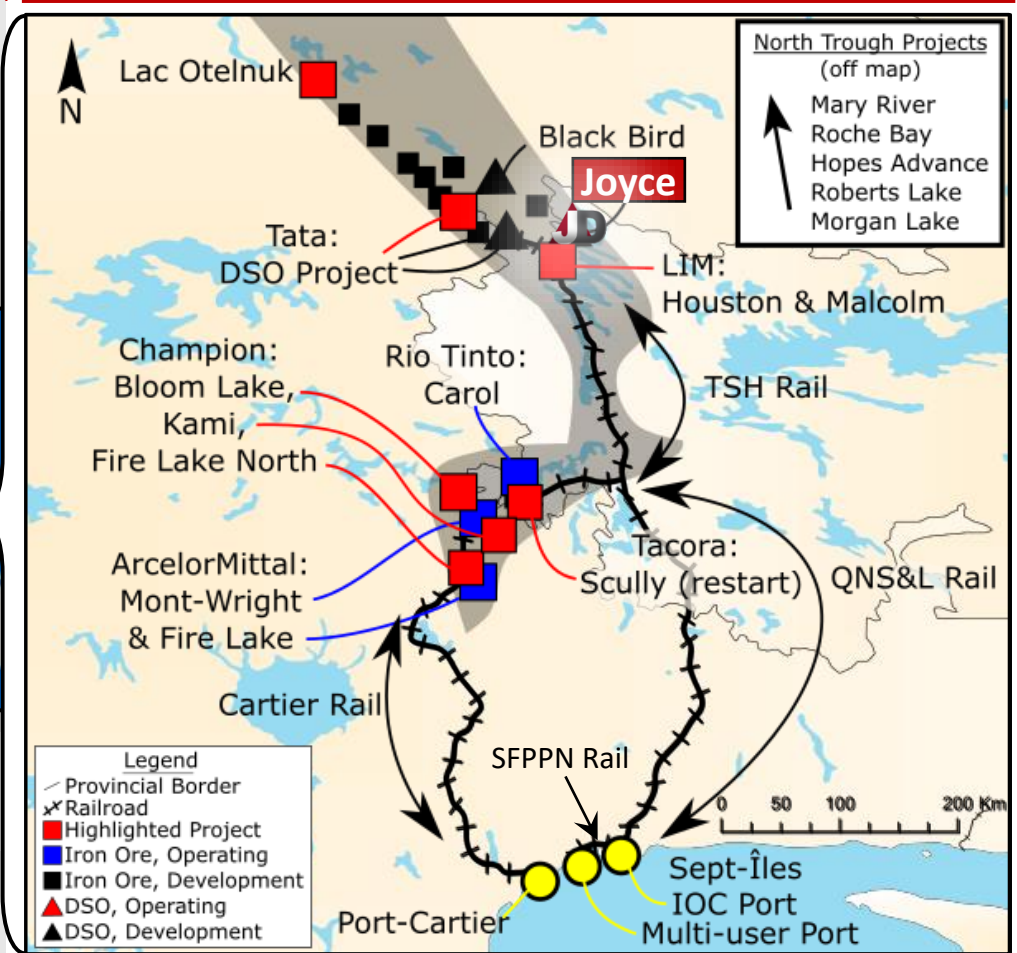 North Trough Projects
(off map)
Mary River
Roche Bay
Hopes Advance
Roberts Lake
Morgan Lake
N
Lac Otelnuk
Black Bird
Joyce
JD
Tata:
DSO Project
LIM:
Houston & Malcolm
Champion:
Bloom Lake,
Kami,
Fire Lake North
Rio Tinto:
Carol
TSH Rail
ArcelorMittal:
Mont-Wright
& Fire Lake
Tacora:
Scully (restart)
QNS&L Rail
Cartier Rail
SFPPN Rail
0 50 100 200 Km
Legend
Provincial Border
Railroad
Highlighted Project
Iron Ore, Operating
Iron Ore, Development
DSO, Operating
DSO, Development
Sept-Îles
IOC Port
Port-Cartier
Multi-user Port